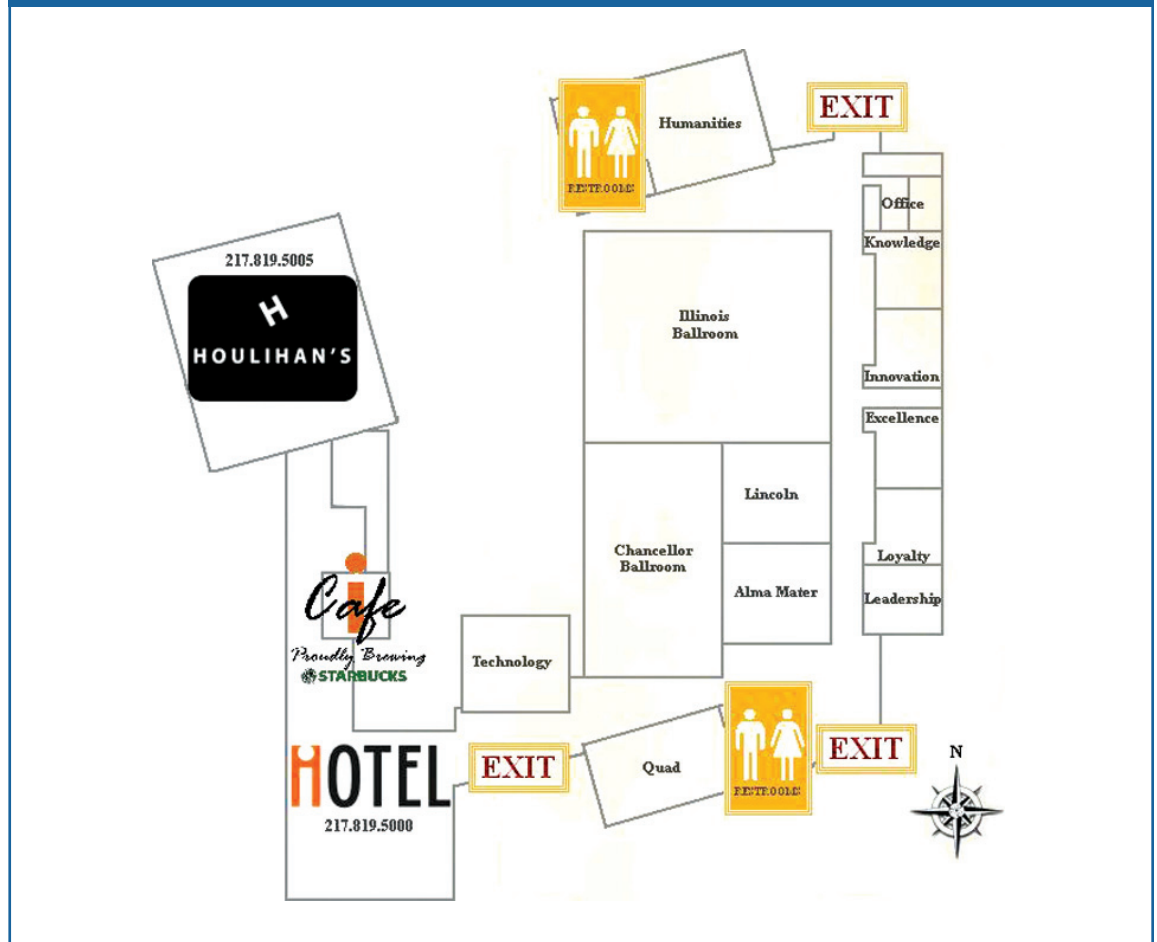 EXIT
Humanities
RESTROOMS
Office
Knowledge
217.819.5005
H
HOULIHAN'S
Illinois
Ballroom
Innovation
Excellence
Lincoln
Chancellor
Ballroom
Loyalty
Alma Mater
Leadership
i
Cafe
Proudly Brewing
STARBUCKS
Technology
HOTEL
217.819.5000
EXIT
Quad
RESTROOMS
EXIT
N